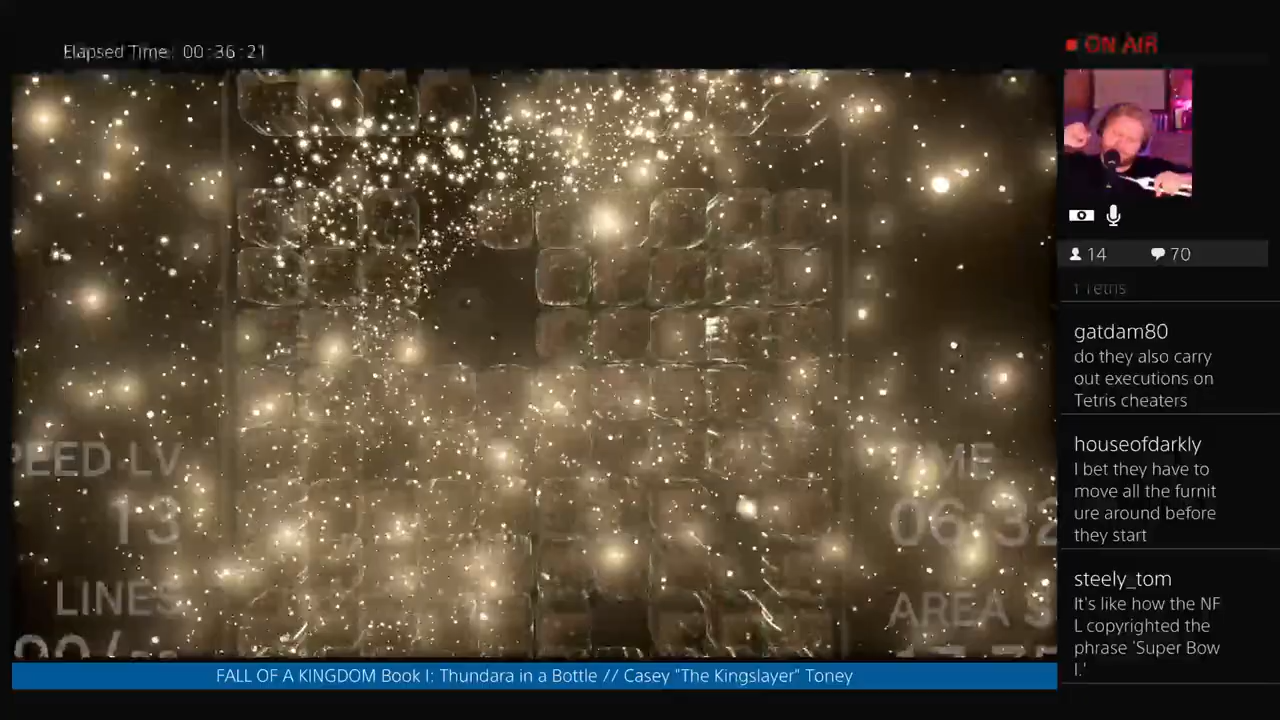 Elapsed Time 00:36:21
ON AIR
14
70
Tetris
gatdam80
do they also carry
out executions on
Tetris cheaters
houseofdarkly
I bet they have to
move all the furnit
ure around before
they start
steely_tom
It's like how the NF
L copyrighted the
phrase 'Super Bow
l.'
PEED LV
13
LINES
TIME
06:32
AREA S
FALL OF A KINGDOM Book I: Thundara in a Bottle // Casey "The Kingslayer" Toney